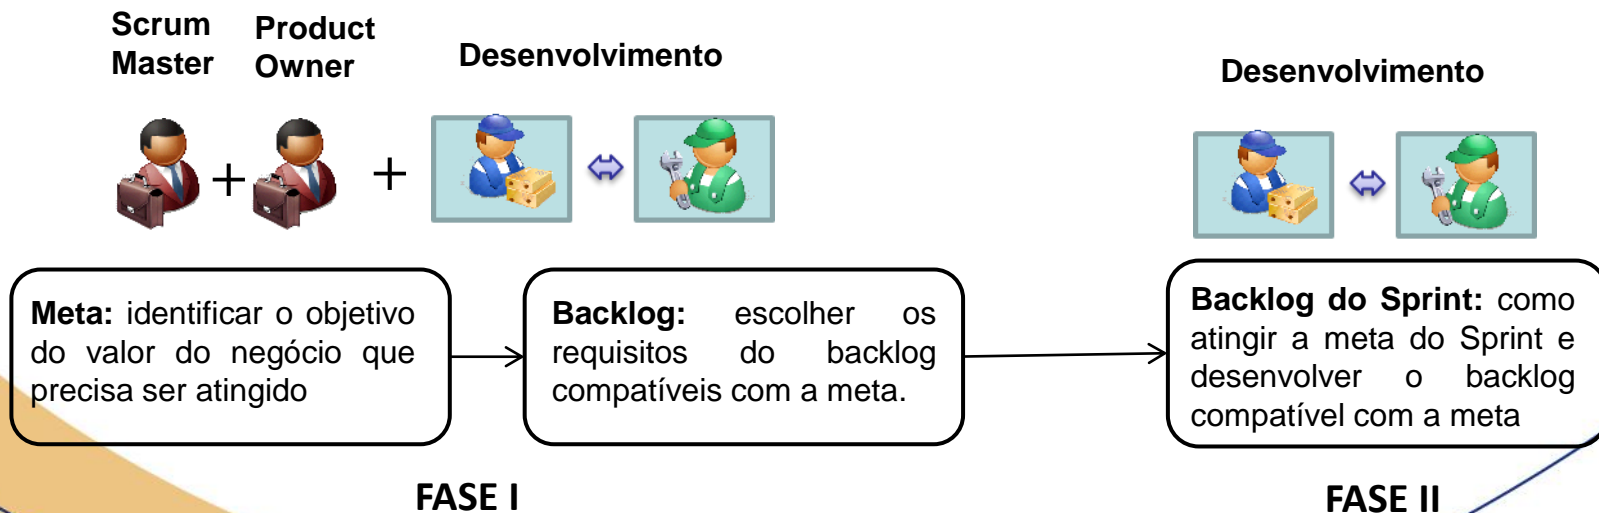 Scrum
Master
Product
Owner
Desenvolvimento
Desenvolvimento
Meta: identificar o objetivo
do valor do negócio que
precisa ser atingido
Backlog: escolher os
requisitos do backlog
compatíveis com a meta.
Backlog do Sprint: como
atingir a meta do Sprint e
desenvolver o backlog
compatível com a meta
FASE I
FASE II